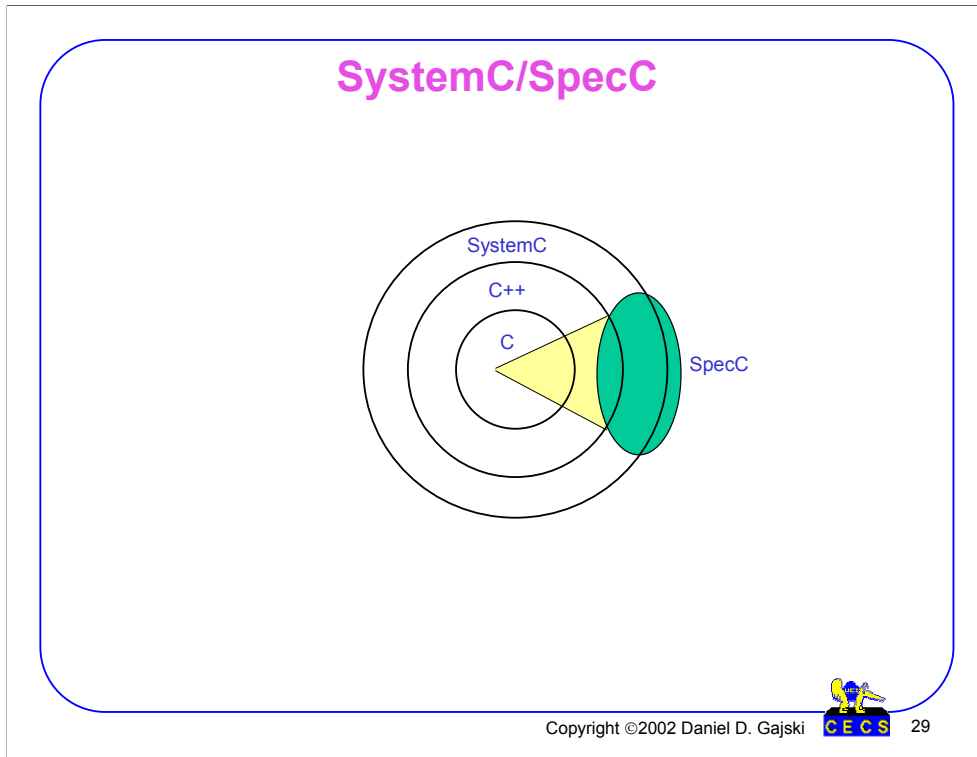 SystemC/SpecC
SystemC
C++
C
SpecC
Copyright ©2002 Daniel D. Gajski
CECS
29